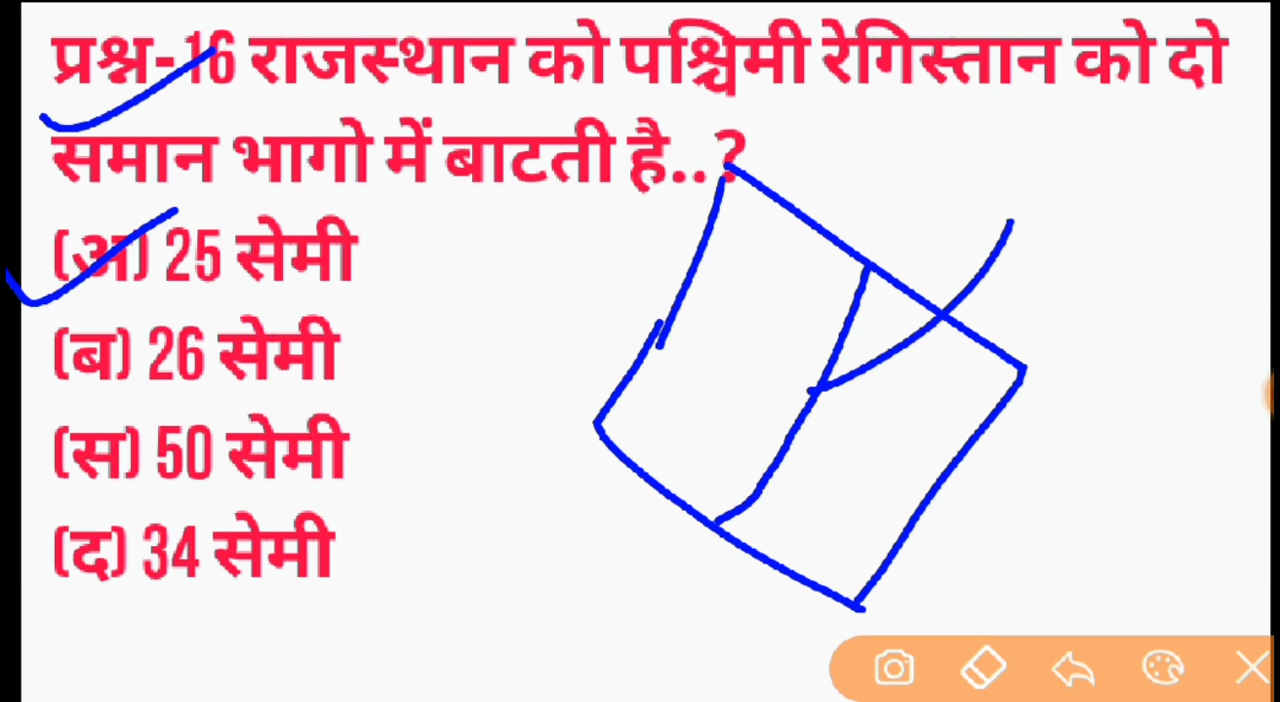 प्रश्न-16 राजस्थान को पश्चिमी रेगिस्तान को दो
समान भागो में बाटती है..?
(अ) 25 सेमी
(ब) 26 सेमी
(स) 50 सेमी
(द) 34 सेमी